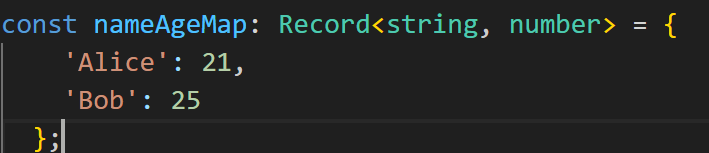 const nameAgeMap: Record<string, number> = {
    'Alice': 21,
    'Bob': 25
  };